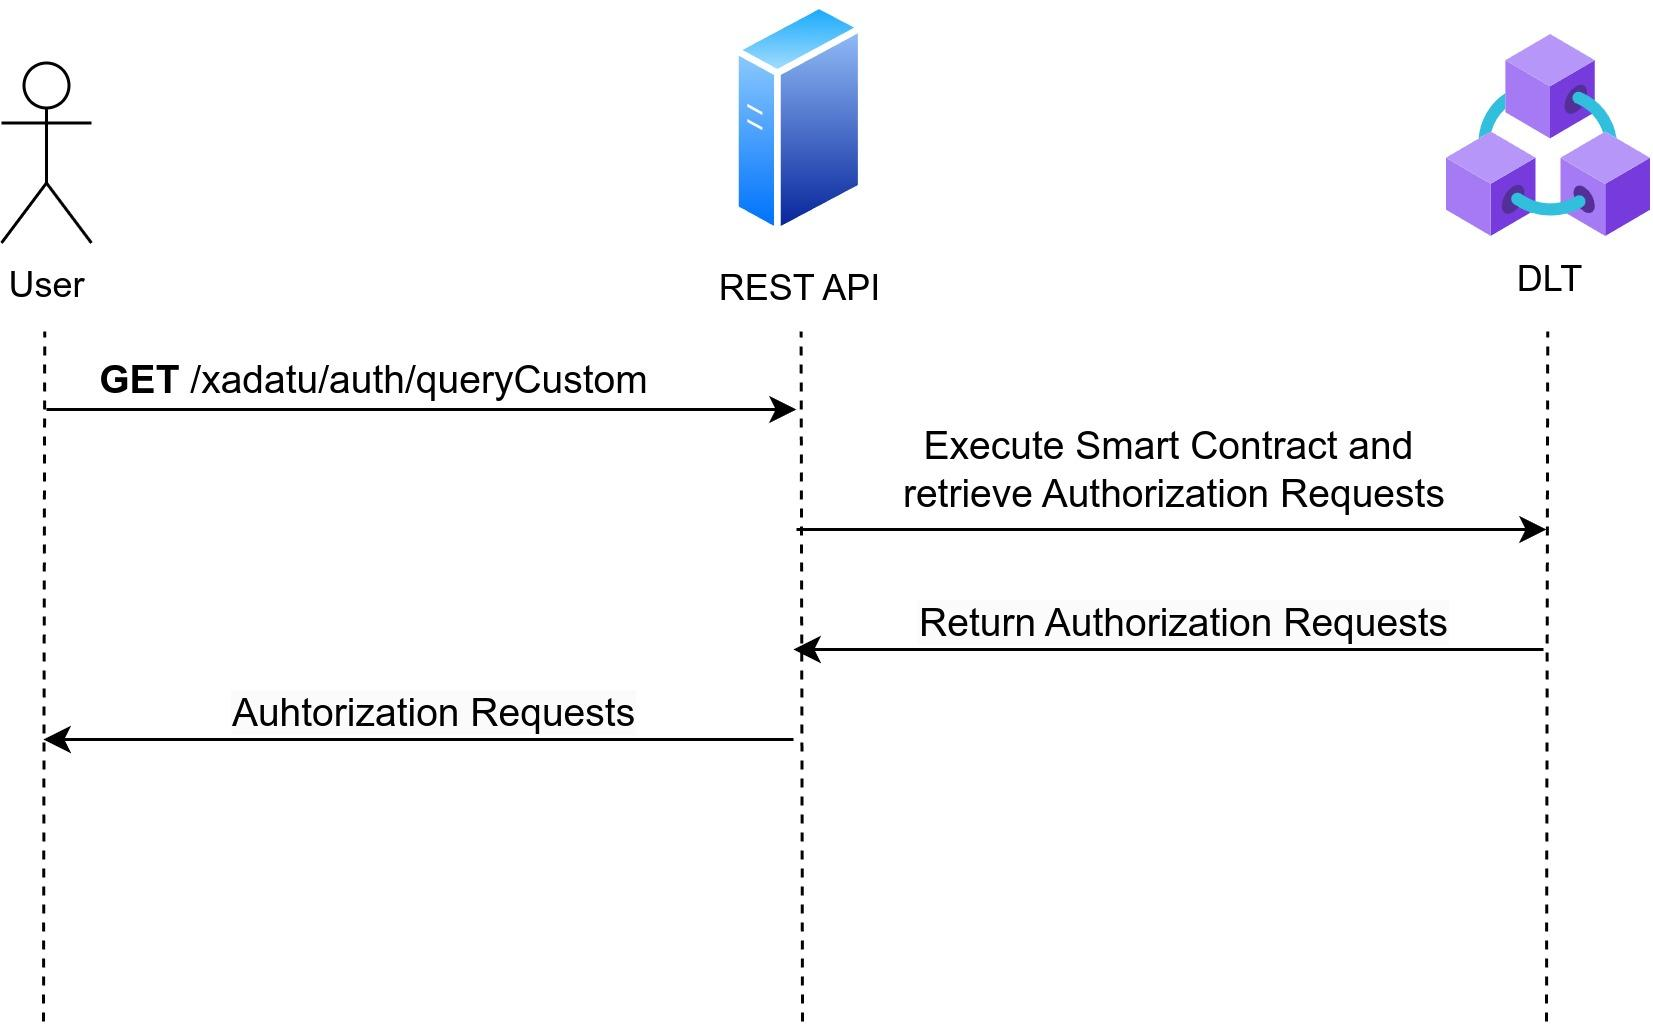 User
REST API
DLT
GET /xadatu/auth/queryCustom
Execute Smart Contract and
retrieve Authorization Requests
Return Authorization Requests
Auhtorization Requests